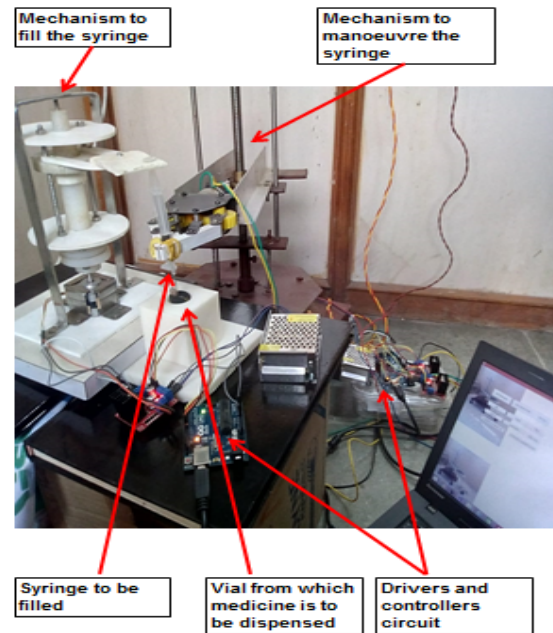 Mechanism to
fill the syringe
Mechanism to
manoeuvre the
syringe
Syringe to be
filled
Vial from which
medicine is to
be dispensed
Drivers and
controllers
circuit